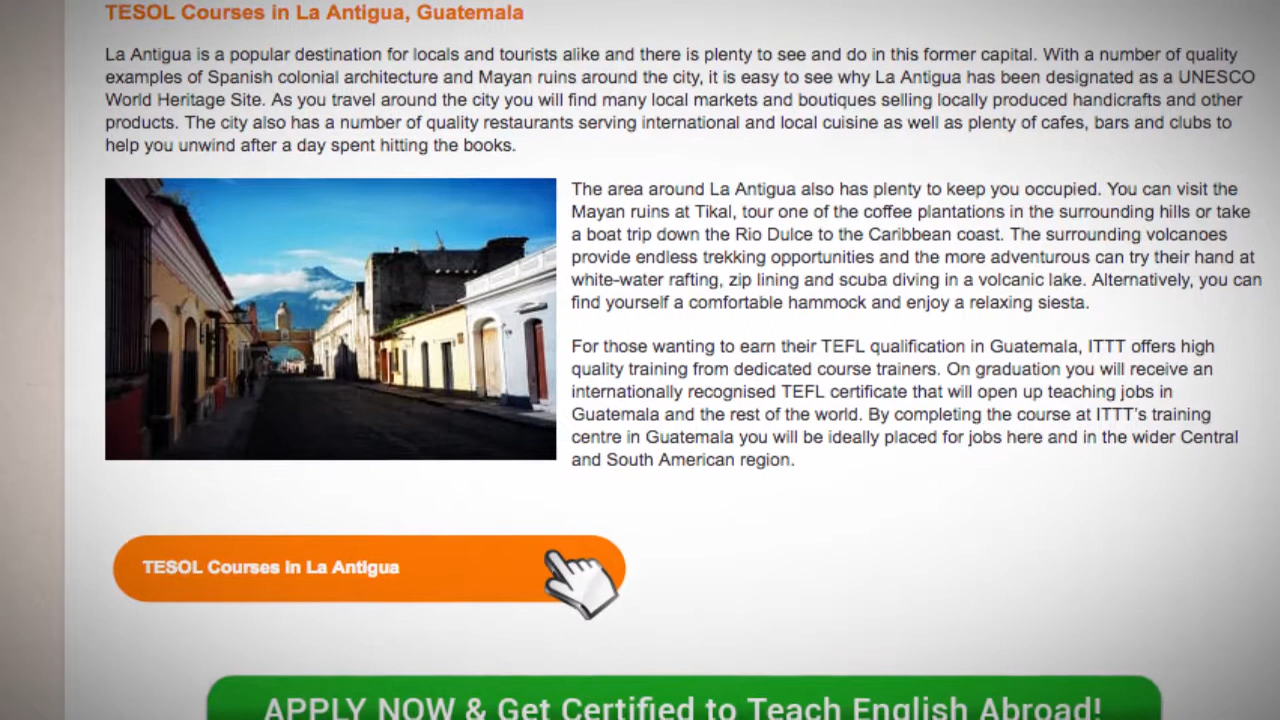 TESOL Courses in La Antigua, Guatemala
La Antigua is a popular destination for locals and tourists alike and there is plenty to see and do in this former capital. With a number of quality
examples of Spanish colonial architecture and Mayan ruins around the city, it is easy to see why La Antigua has been designated as a UNESCO
World Heritage Site. As you travel around the city you will find many local markets and boutiques selling locally produced handicrafts and other
products. The city also has a number of quality restaurants serving international and local cuisine as well as plenty of cafes, bars and clubs to
help you unwind after a day spent hitting the books.
The area around La Antigua also has plenty to keep you occupied. You can visit the
Mayan ruins at Tikal, tour one of the coffee plantations in the surrounding hills or take
a boat trip down the Rio Dulce to the Caribbean coast. The surrounding volcanoes
provide endless trekking opportunities and the more adventurous can try their hand at
white-water rafting, zip lining and scuba diving in a volcanic lake. Alternatively, you can
find yourself a comfortable hammock and enjoy a relaxing siesta.
For those wanting to earn their TEFL qualification in Guatemala, ITTT offers high
quality training from dedicated course trainers. On graduation you will receive an
internationally recognised TEFL certificate that will open up teaching jobs in
Guatemala and the rest of the world. By completing the course at ITTT's training
centre in Guatemala you will be ideally placed for jobs here and in the wider Central
and South American region.
TESOL Courses in La Antigua
APPLY NOW & Get Certified to Teach English Abroad!